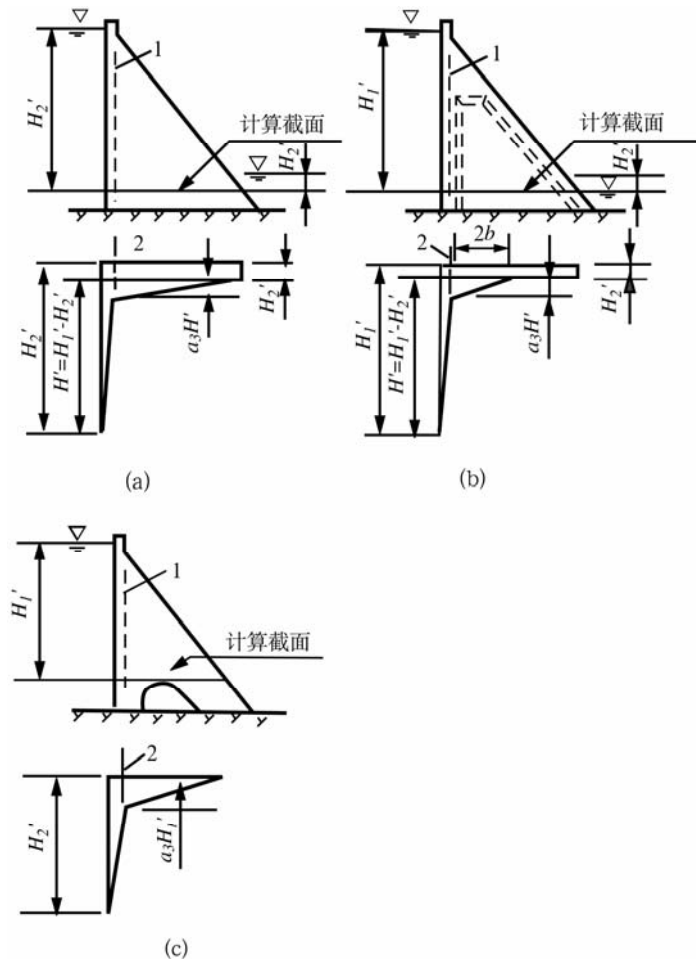 1
H₂'
计算截面
H₂'
2
H₂'
H'=H₁'-H₂'
a₃H'
H₂'
(a)
1
H₁'
计算截面
H₂'
2
2b
H₁'
H'=H₁'-H₂'
a₃H'
H₂'
(b)
1
H₁'
计算截面
2
H₂'
a₃H₁'
(c)